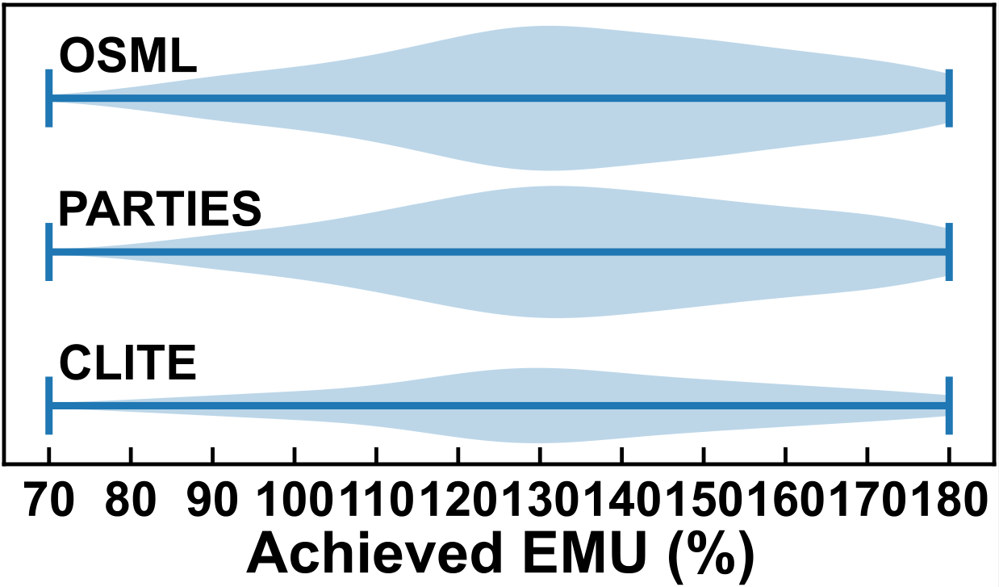 OSML
PARTIES
CLITE
70 80 90 100 110 120 130 140 150 160 170 180
Achieved EMU (%)